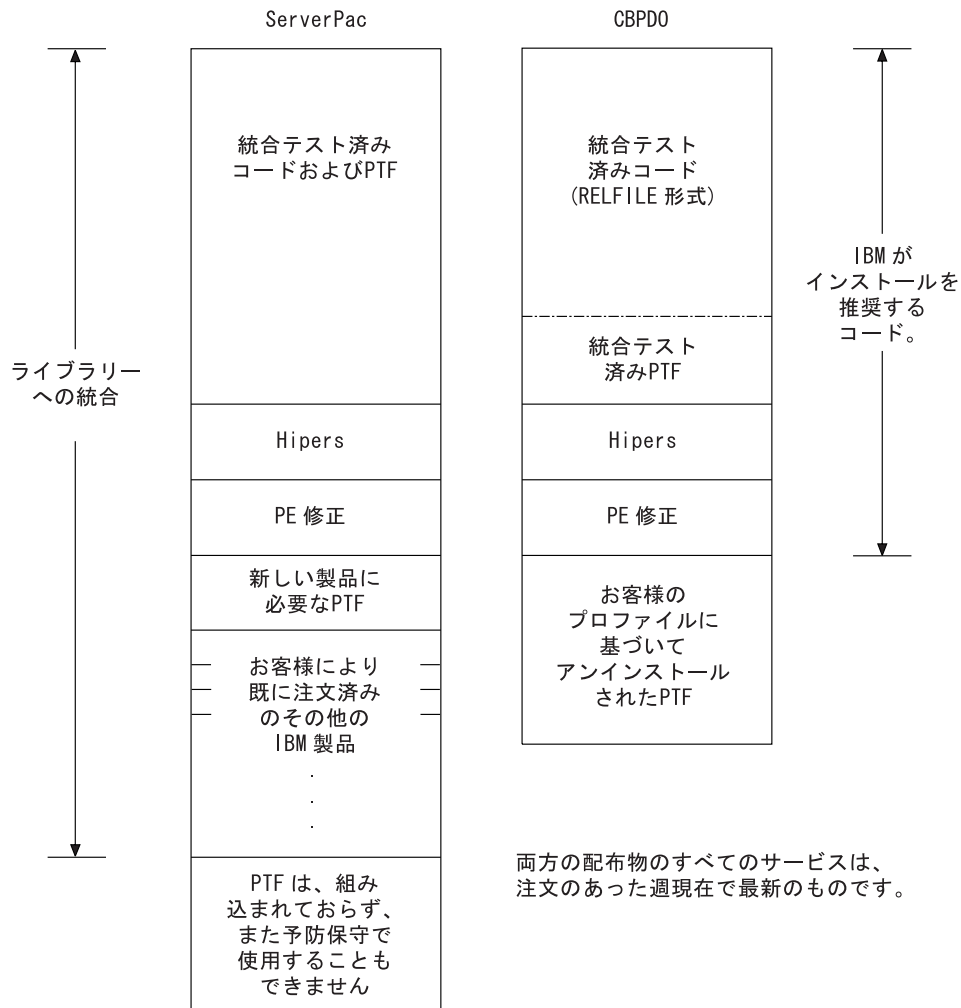 ServerPac
CBPDO
統合テスト済み
コードおよびPTF
統合テスト
済みコード
(RELFILE 形式)
IBM が
インストールを
推奨する
コード。
統合テスト
済みPTF
ライブラリー
への統合
Hipers
Hipers
PE 修正
PE 修正
新しい製品に
必要なPTF
お客様の
プロファイルに
基づいて
アンインストール
されたPTF
お客様により
既に注文済み
のその他の
IBM 製品
.
.
.
両方の配布物のすべてのサービスは、
注文のあった週現在で最新のものです。
PTF は、組み
込まれておらず、
また予防保守で
使用することも
できません